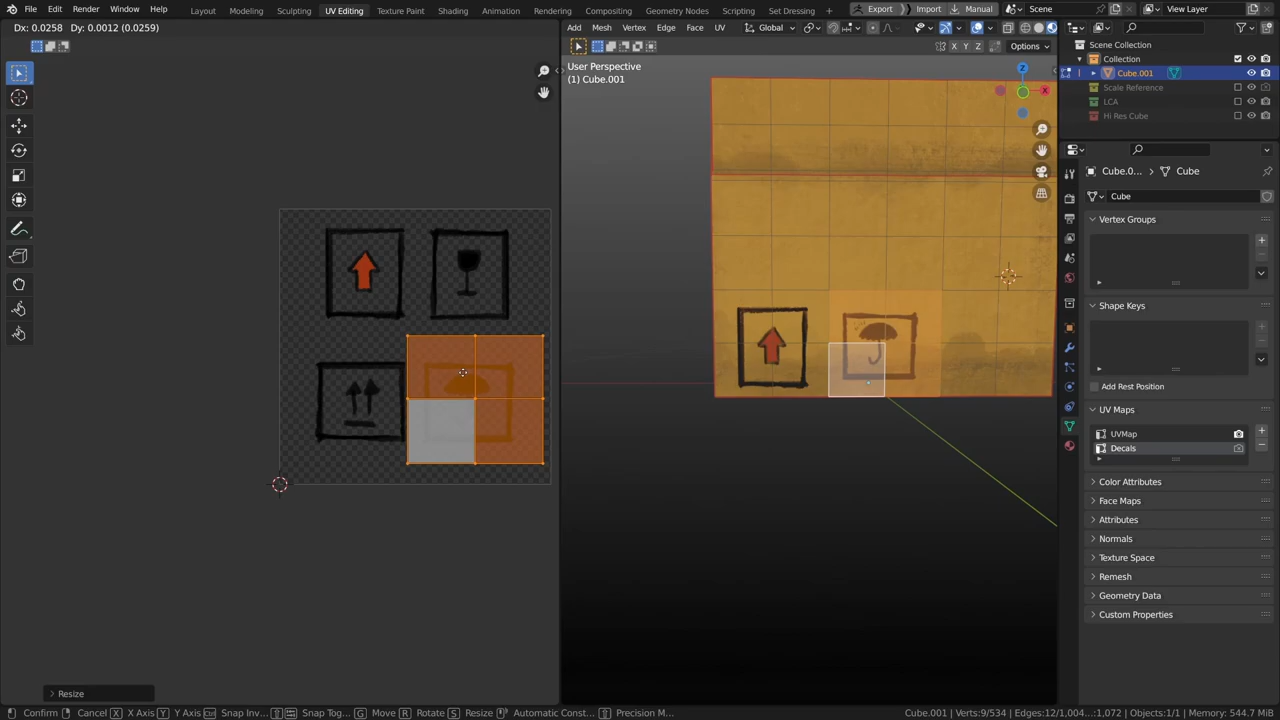 File Edit Render Window Help Layout Modeling Sculpting UV Editing Texture Paint Shading Animation Rendering Compositing Geometry Nodes Scripting Set Dressing Export Import Manual Scene View Layer
Dx: 0.0258 Dy: 0.0012 (0.0259)
Add Mesh Vertex Edge Face UV Global
X Y Z Options
User Perspective
(1) Cube.001
Z
X
Scene Collection
Collection
Cube.001
Scale Reference
LCA
Hi Res Cube
Cube.0... > Cube
Cube
Vertex Groups
Shape Keys
Add Rest Position
UV Maps
UVMap
Decals
Color Attributes
Face Maps
Attributes
Normals
Texture Space
Remesh
Geometry Data
Custom Properties
Resize
Confirm Cancel X X Axis Y Y Axis Ctrl Snap Inv... Snap Tog... G Move R Rotate S Resize Automatic Const... Precision M...
Cube.001 | Verts:9/534 | Edges:12/1,004...-1,072 | Objects:1/1 | Memory: 544.7 MiB